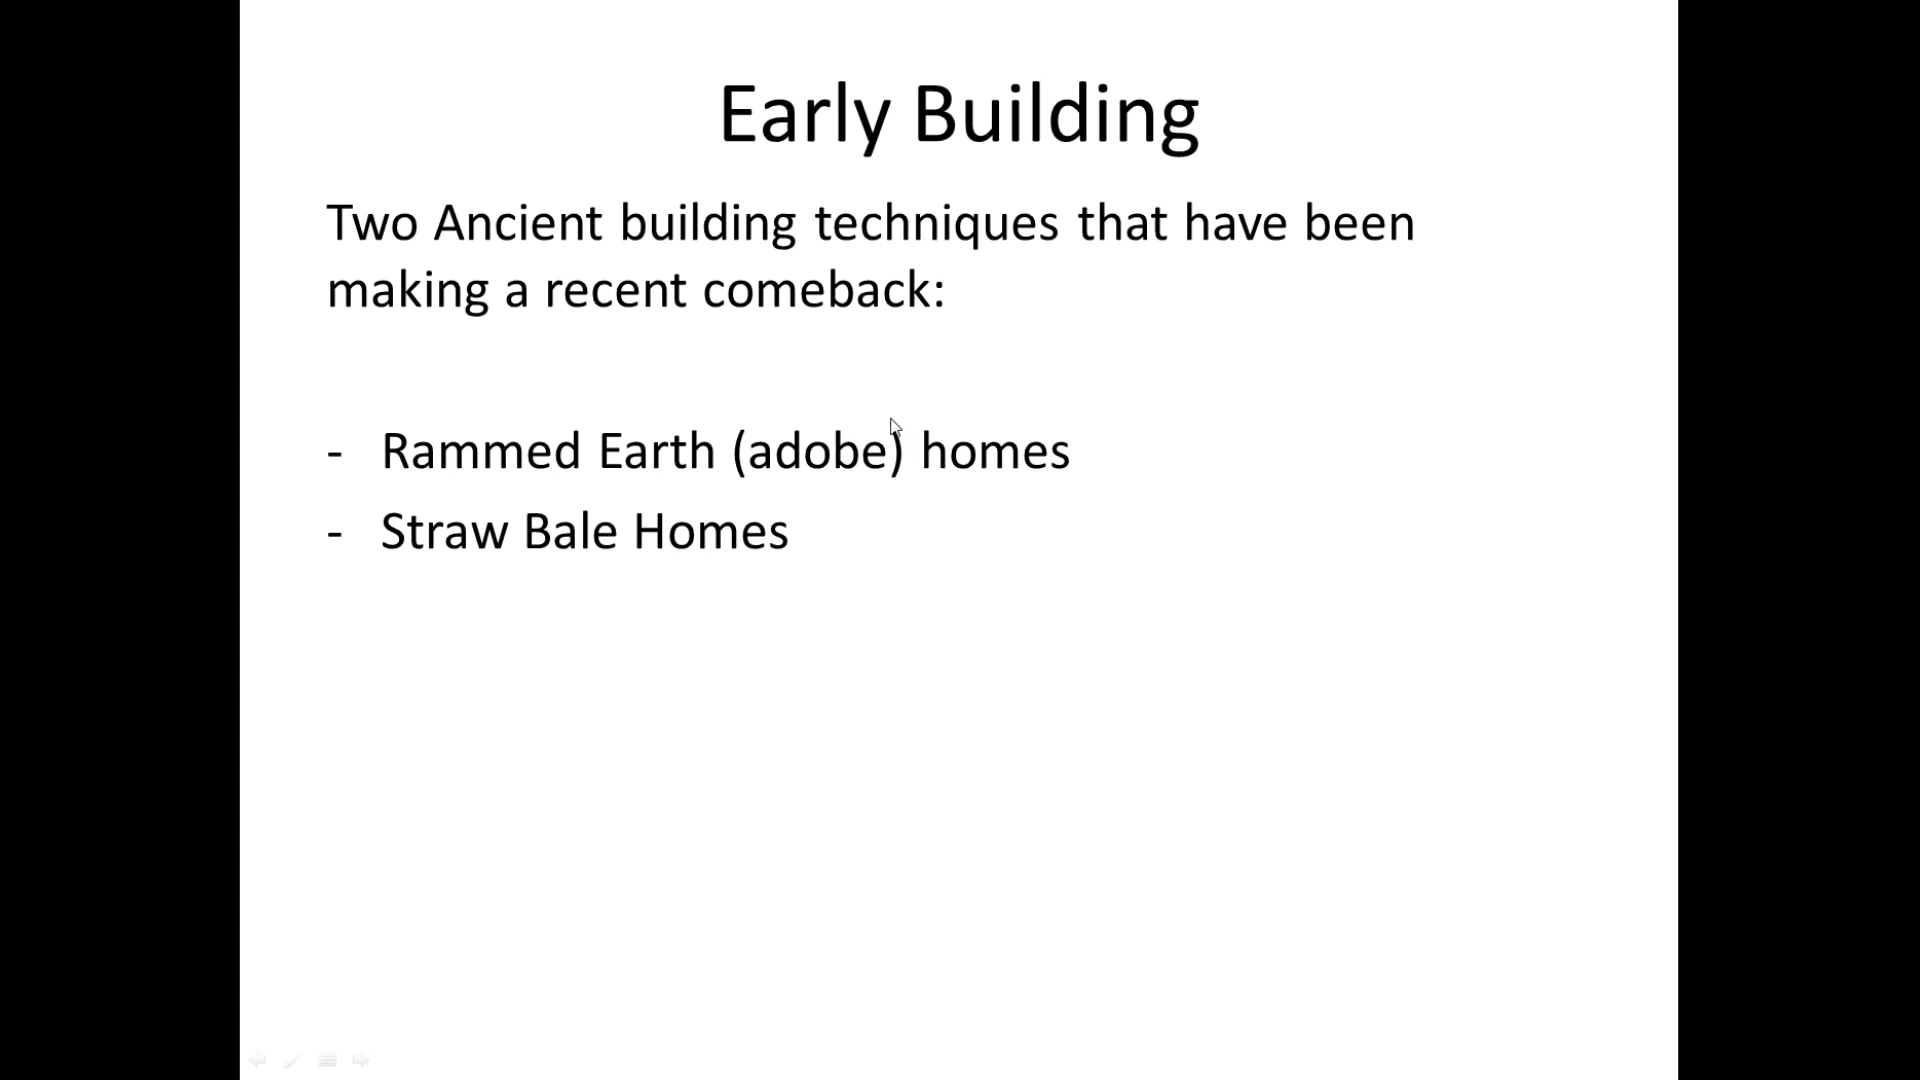 Early Building
Two Ancient building techniques that have been
making a recent comeback:
- Rammed Earth (adobe) homes
- Straw Bale Homes